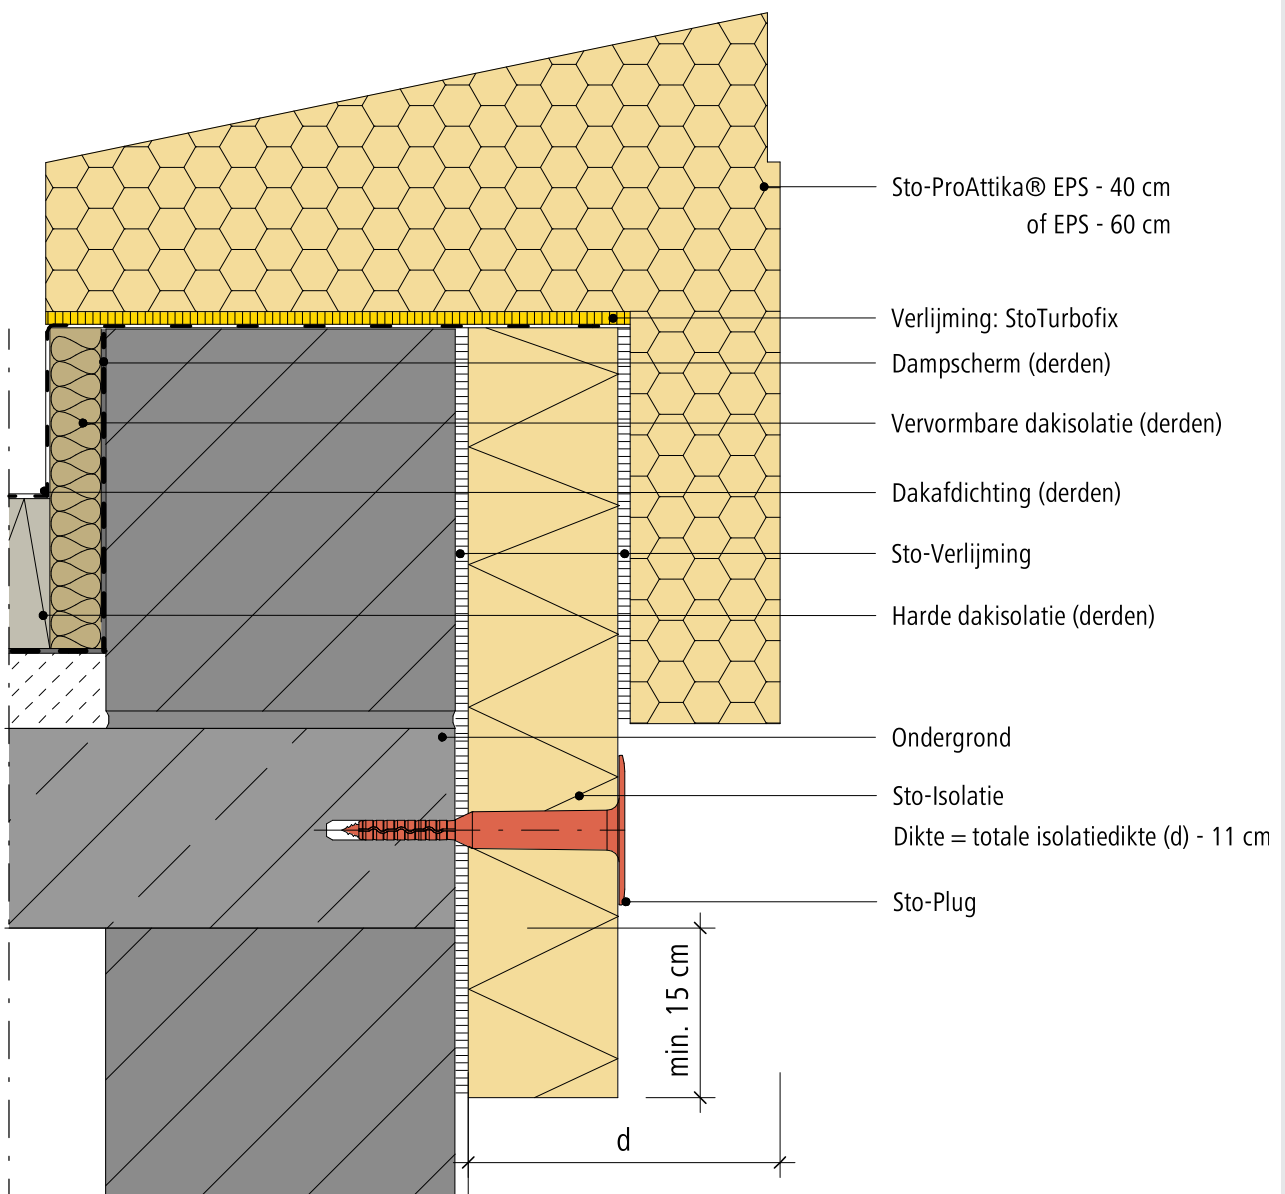 Sto-ProAttika® EPS - 40 cm
of EPS - 60 cm
Verlijming: StoTurbofix
Dampscherm (derden)
Vervormbare dakisolatie (derden)
Dakafdichting (derden)
Sto-Verlijming
Harde dakisolatie (derden)
Ondergrond
Sto-Isolatie
Dikte = totale isolatiedikte (d) - 11 cm
Sto-Plug
min. 15 cm
d